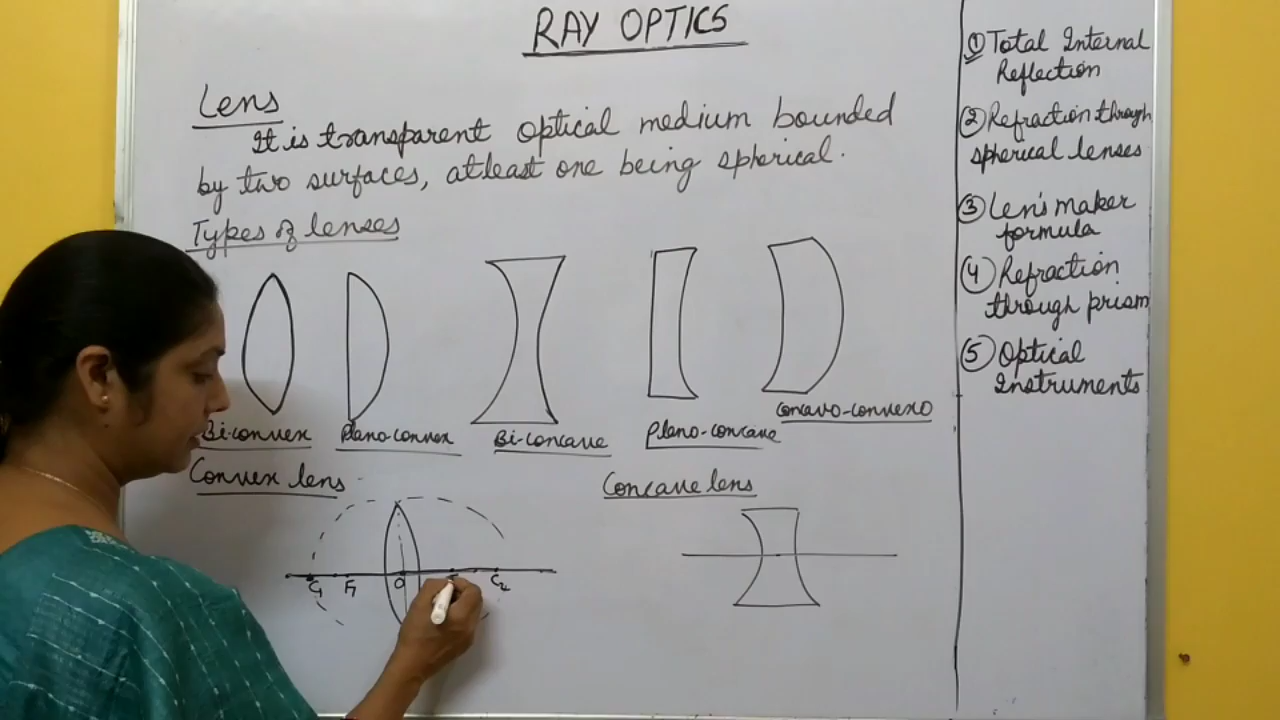 RAY OPTICS
Lens
It is transparent optical medium bounded
by two surfaces, atleast one being spherical.
Types of lenses
Bi-convex
Plano-convex
Bi-concave
Plano-concave
Concavo-convexo
Convex lens
Concave lens
C1 F1 O C2
① Total Internal
Reflection
② Refraction through
spherical lenses
③ Len's maker
formula
④ Refraction
through prism
⑤ Optical
Instruments